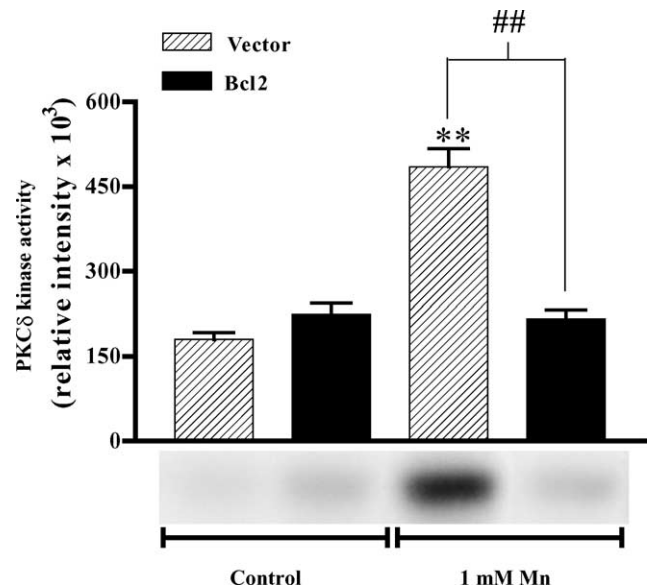 ##
Vector
Bcl2
PKCδ kinase activity
(relative intensity x 10³)
600
450
300
150
0
**
Control
1 mM Mn